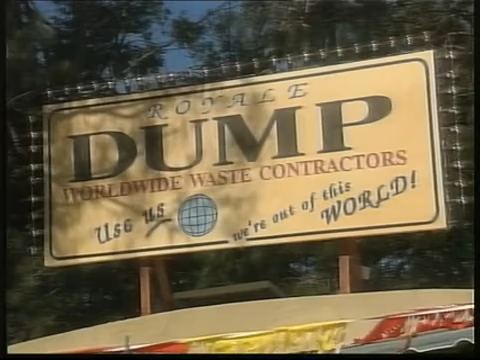 ROYALE
DUMP
WORLDWIDE WASTE CONTRACTORS
Use us we're out of this
WORLD!